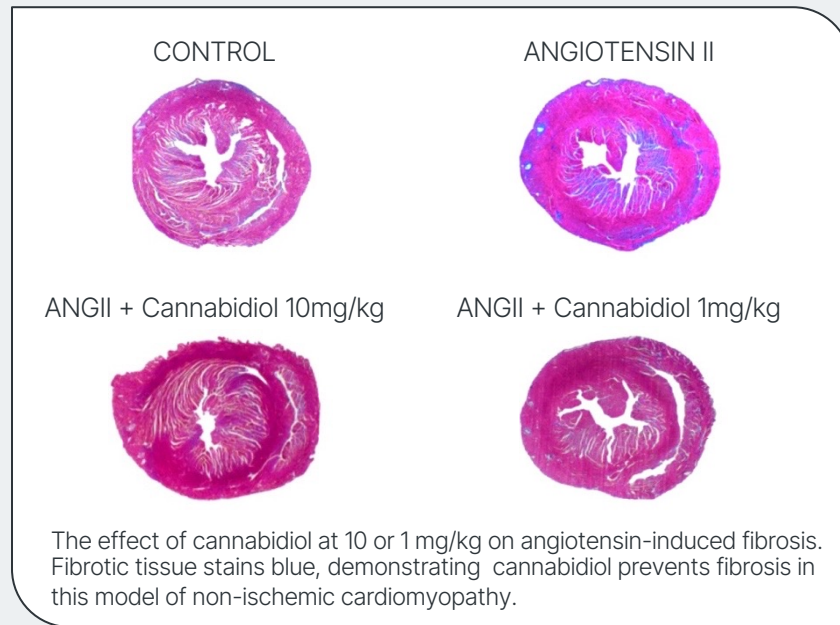 CONTROL
ANGIOTENSIN II
ANGII + Cannabidiol 10mg/kg
ANGII + Cannabidiol 1mg/kg
The effect of cannabidiol at 10 or 1 mg/kg on angiotensin-induced fibrosis.
Fibrotic tissue stains blue, demonstrating  cannabidiol prevents fibrosis in
this model of non-ischemic cardiomyopathy.